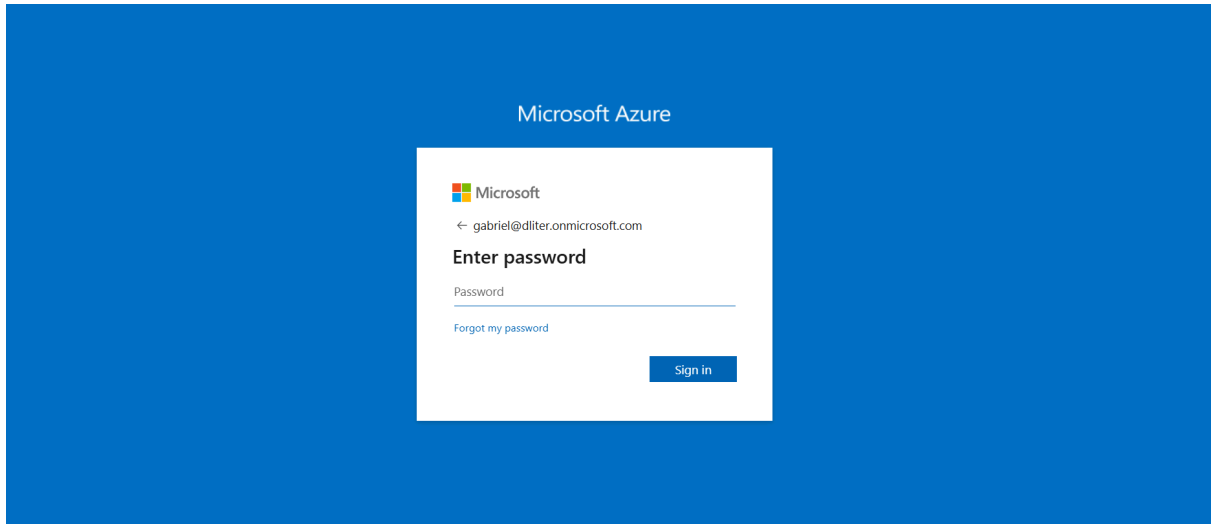 Microsoft Azure
Microsoft
← gabriel@dliter.onmicrosoft.com
Enter password
Password
Forgot my password
Sign in